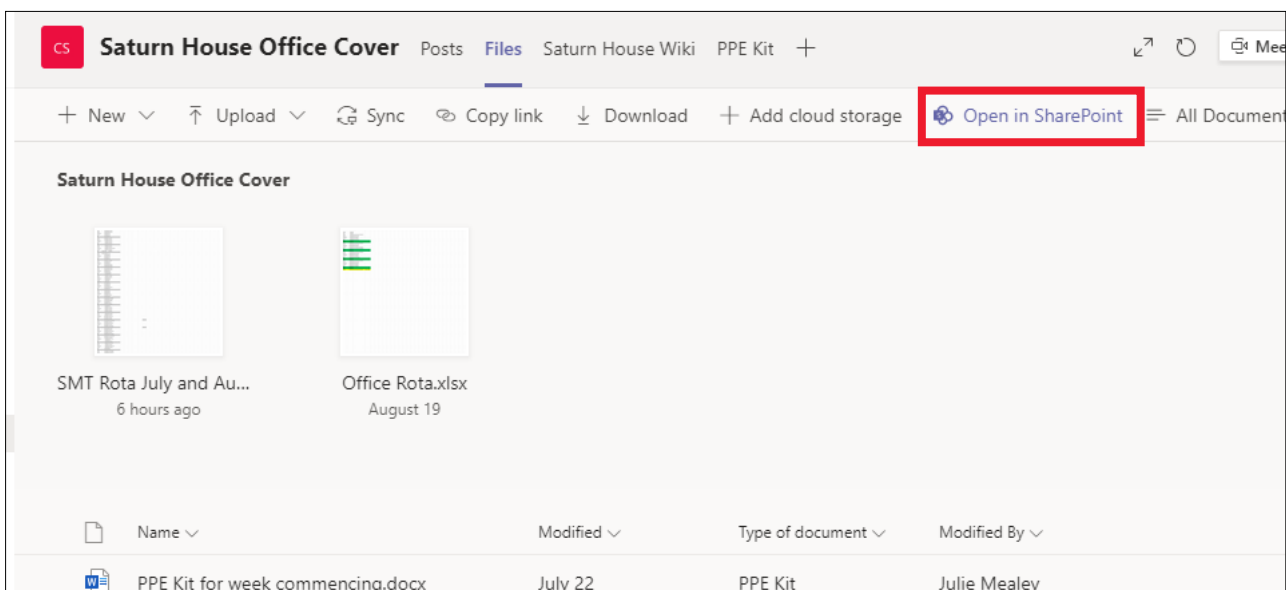 CS Saturn House Office Cover Posts Files Saturn House Wiki PPE Kit + Mee
+ New Upload Sync Copy link Download + Add cloud storage Open in SharePoint All Document
Saturn House Office Cover
SMT Rota July and Au... Office Rota.xlsx
6 hours ago August 19
Name Modified Type of document Modified By
PPE Kit for week commencing.docx July 22 PPE Kit Julie Mealey